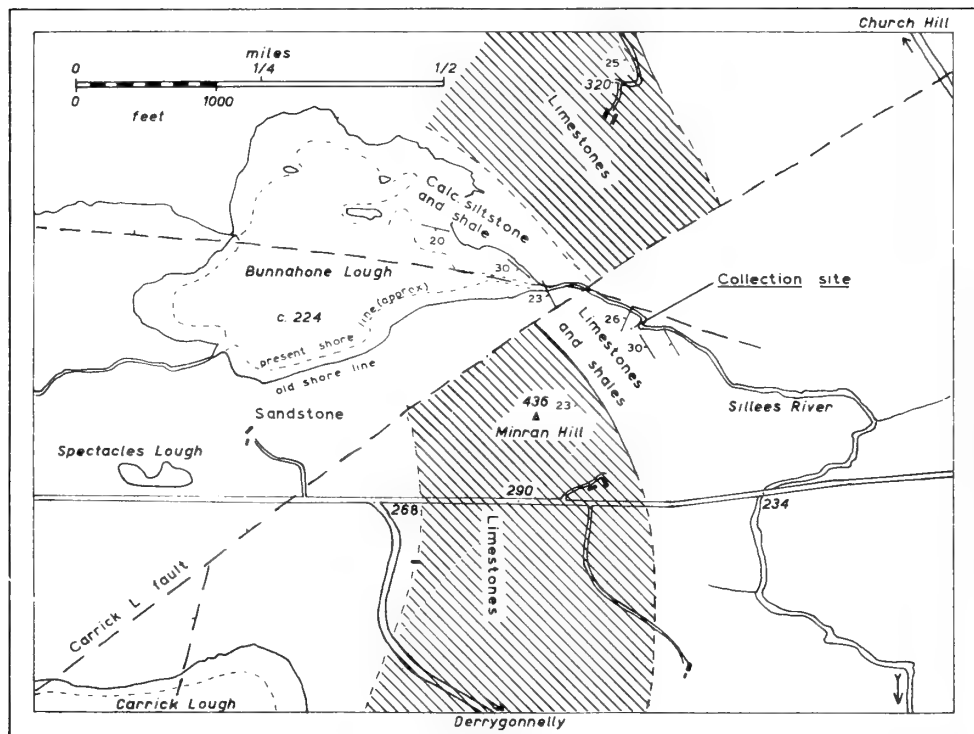 Church Hill
miles
0 1/4 1/2
0 1000
feet
25
320
Limestones
Calc. siltstone
and shale
20
Bunnahone Lough
30
23
Collection site
c. 224
present shore line (approx)
old shore line
26
Limestones
and shales
30
Sandstone
436
23
Minran Hill
Sillees River
Spectacles Lough
290
268
234
Limestones
Carrick L fault
Carrick Lough
Derrygonnelly